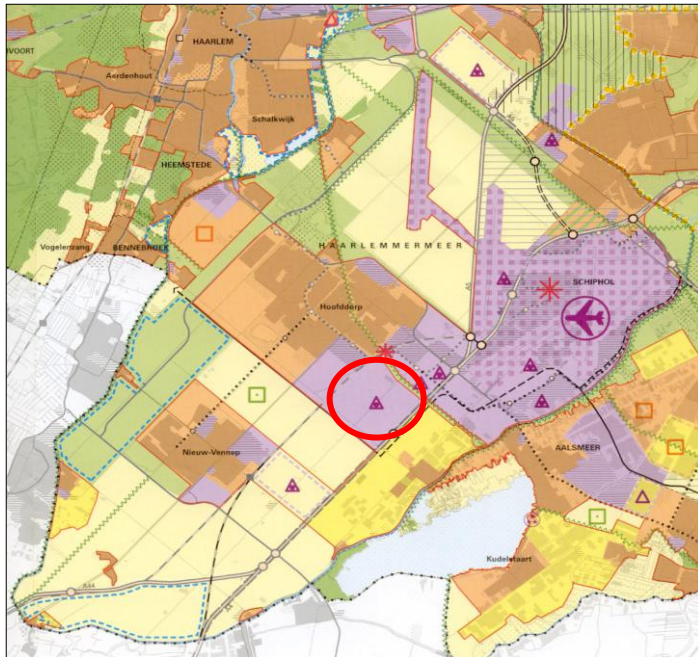 HAARLEM
Aerdenhout
Schalkwijk
HEEMSTEDE
Vogelenzang
BENNEBROEK
HAARLEMMERMEER
SCHIPHOL
Hoofddorp
AALSMEER
Nieuw-Vennep
Kudelstaart
A44